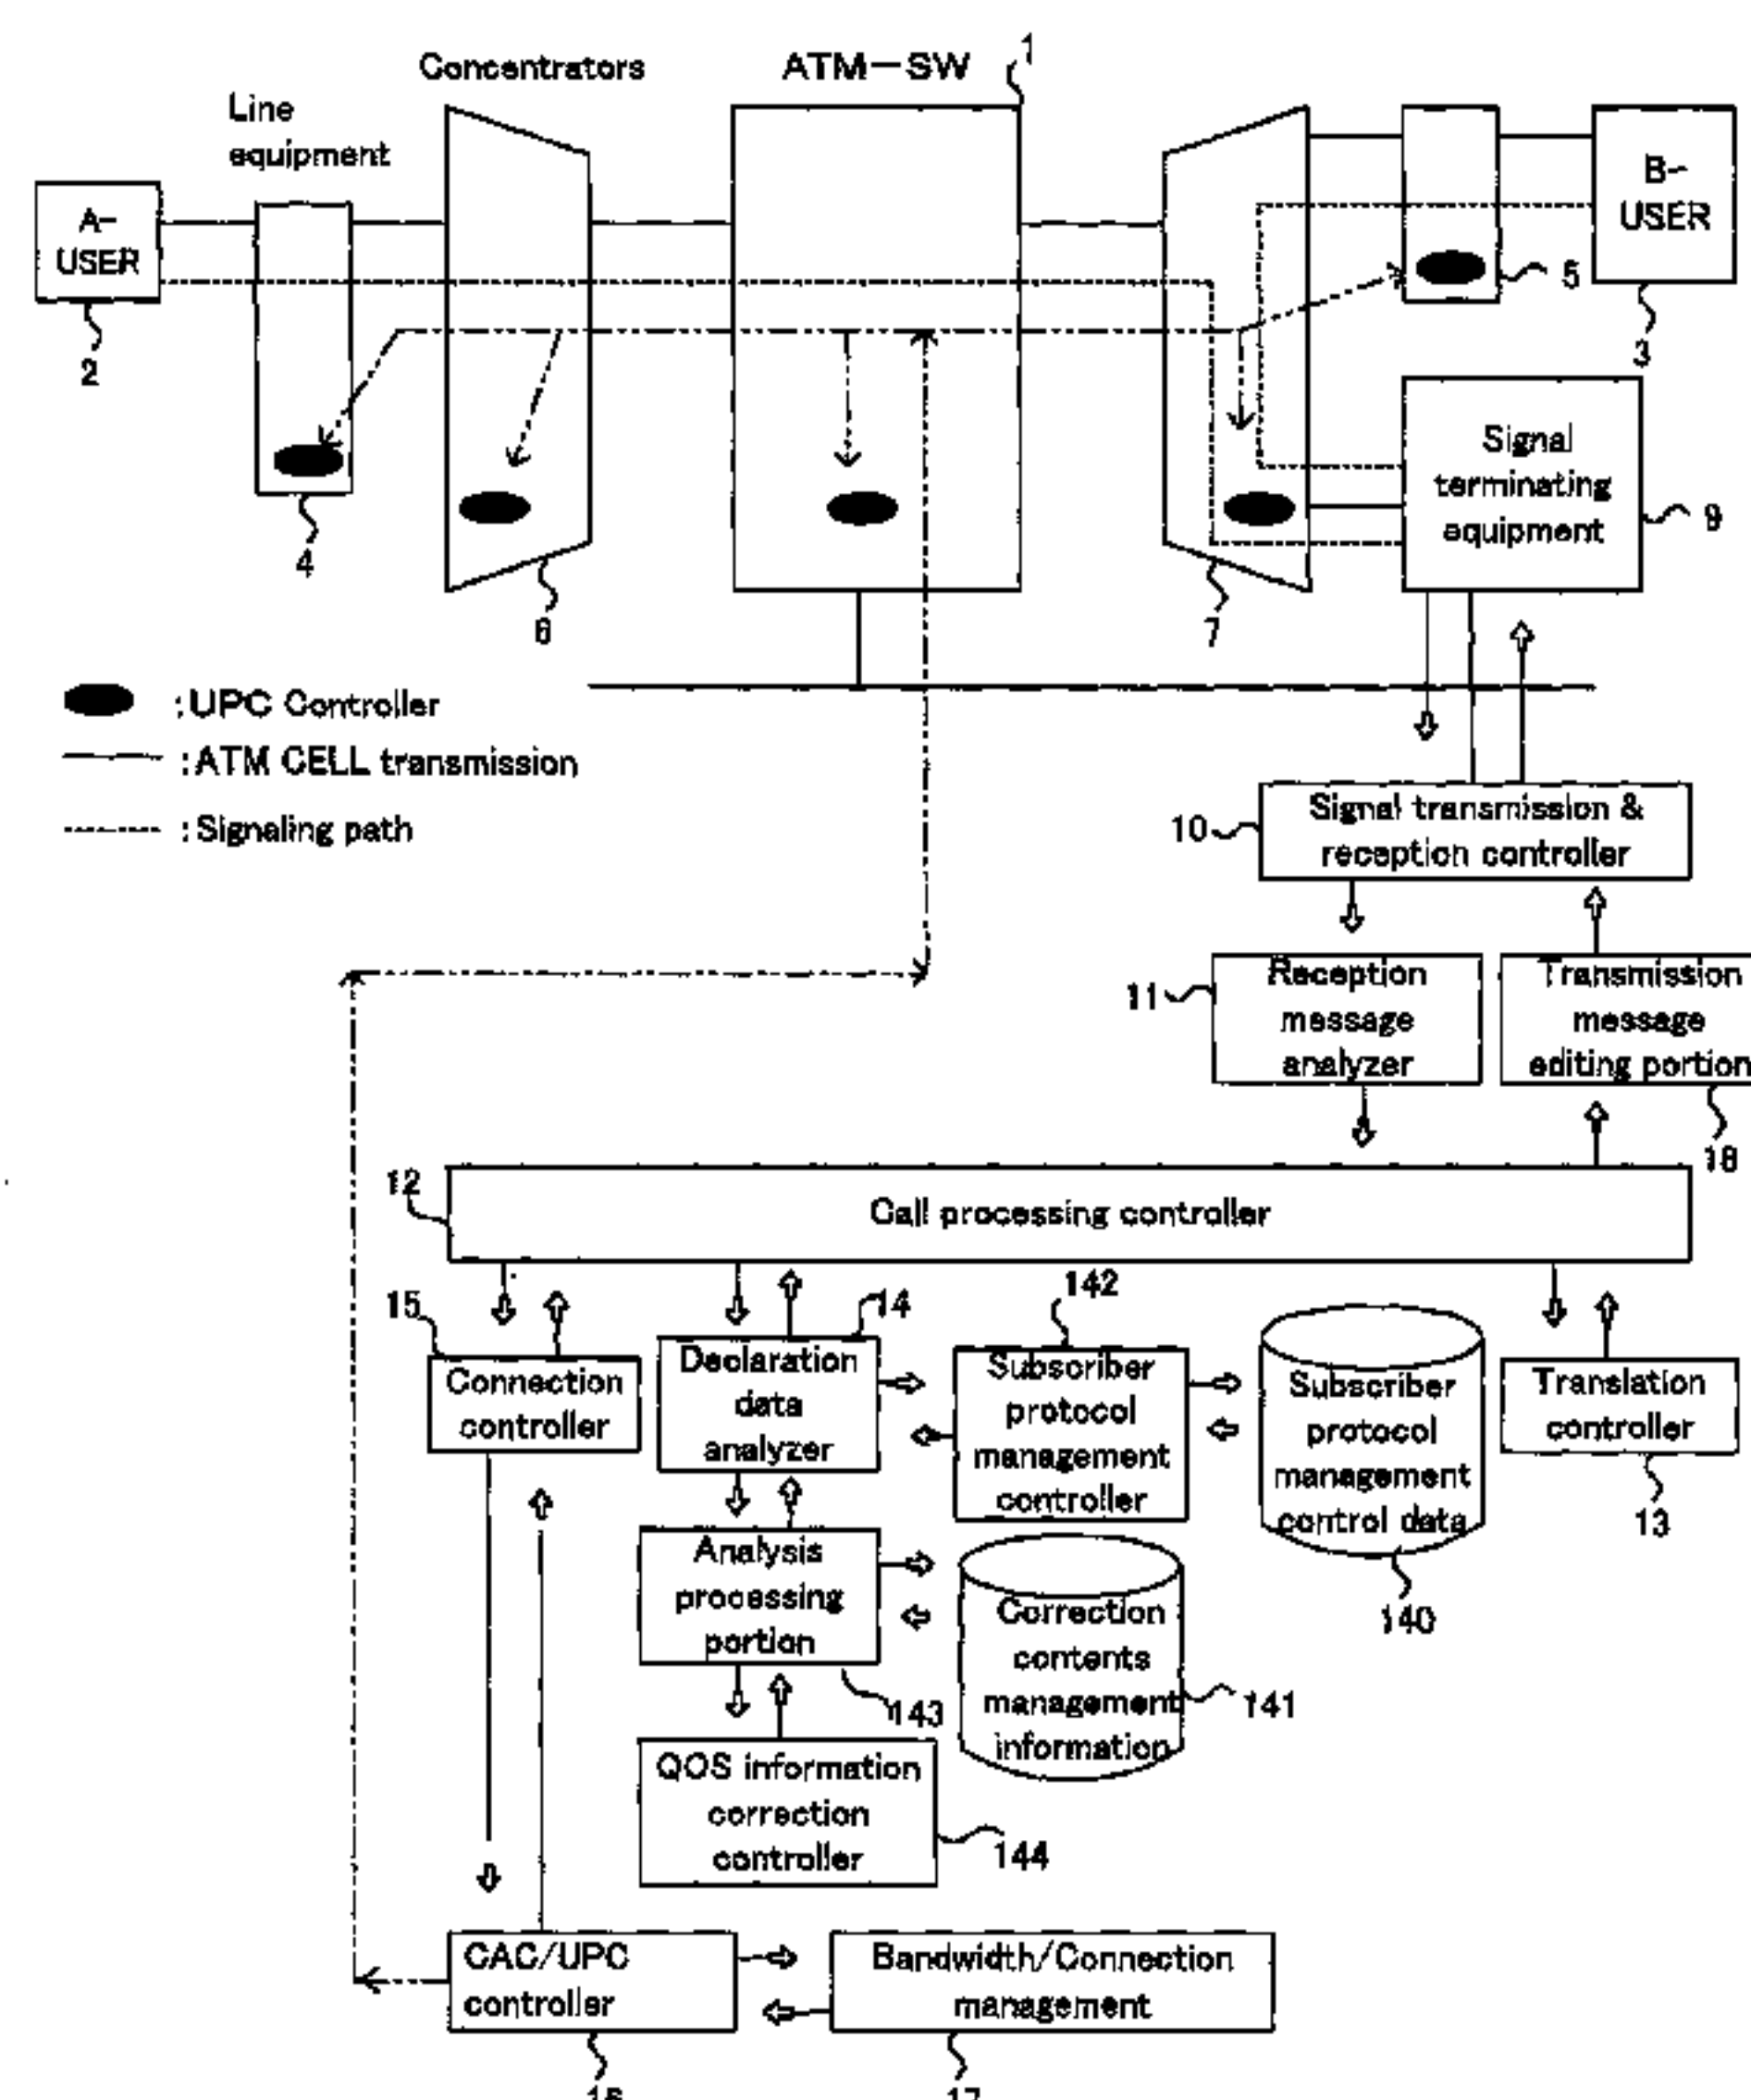 1
Concentrators
ATM-SW
Line
equipment
A-
USER
B-
USER
2
5
3
4
6
7
Signal
terminating
equipment
9
:UPC Controller
:ATM CELL transmission
:Signaling path
10
Signal transmission &
reception controller
11
Reception
message
analyzer
Transmission
message
editing portion
18
12
Call processing controller
15
Connection
controller
14
Declaration
data
analyzer
142
Subscriber
protocol
management
controller
Subscriber
protocol
management
control data
140
Translation
controller
13
Analysis
processing
portion
143
Correction
contents
management
information
141
QOS information
correction
controller
144
CAC/UPC
controller
16
Bandwidth/Connection
management
17